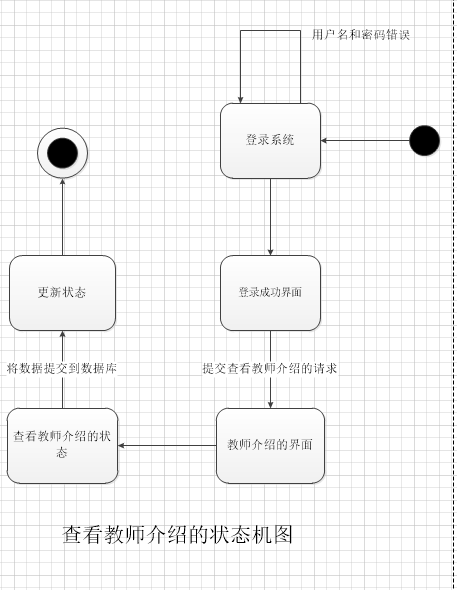 用户名和密码错误
登录系统
更新状态
登录成功界面
将数据提交到数据库
提交查看教师介绍的请求
查看教师介绍的状
态
教师介绍的界面
查看教师介绍的状态机图